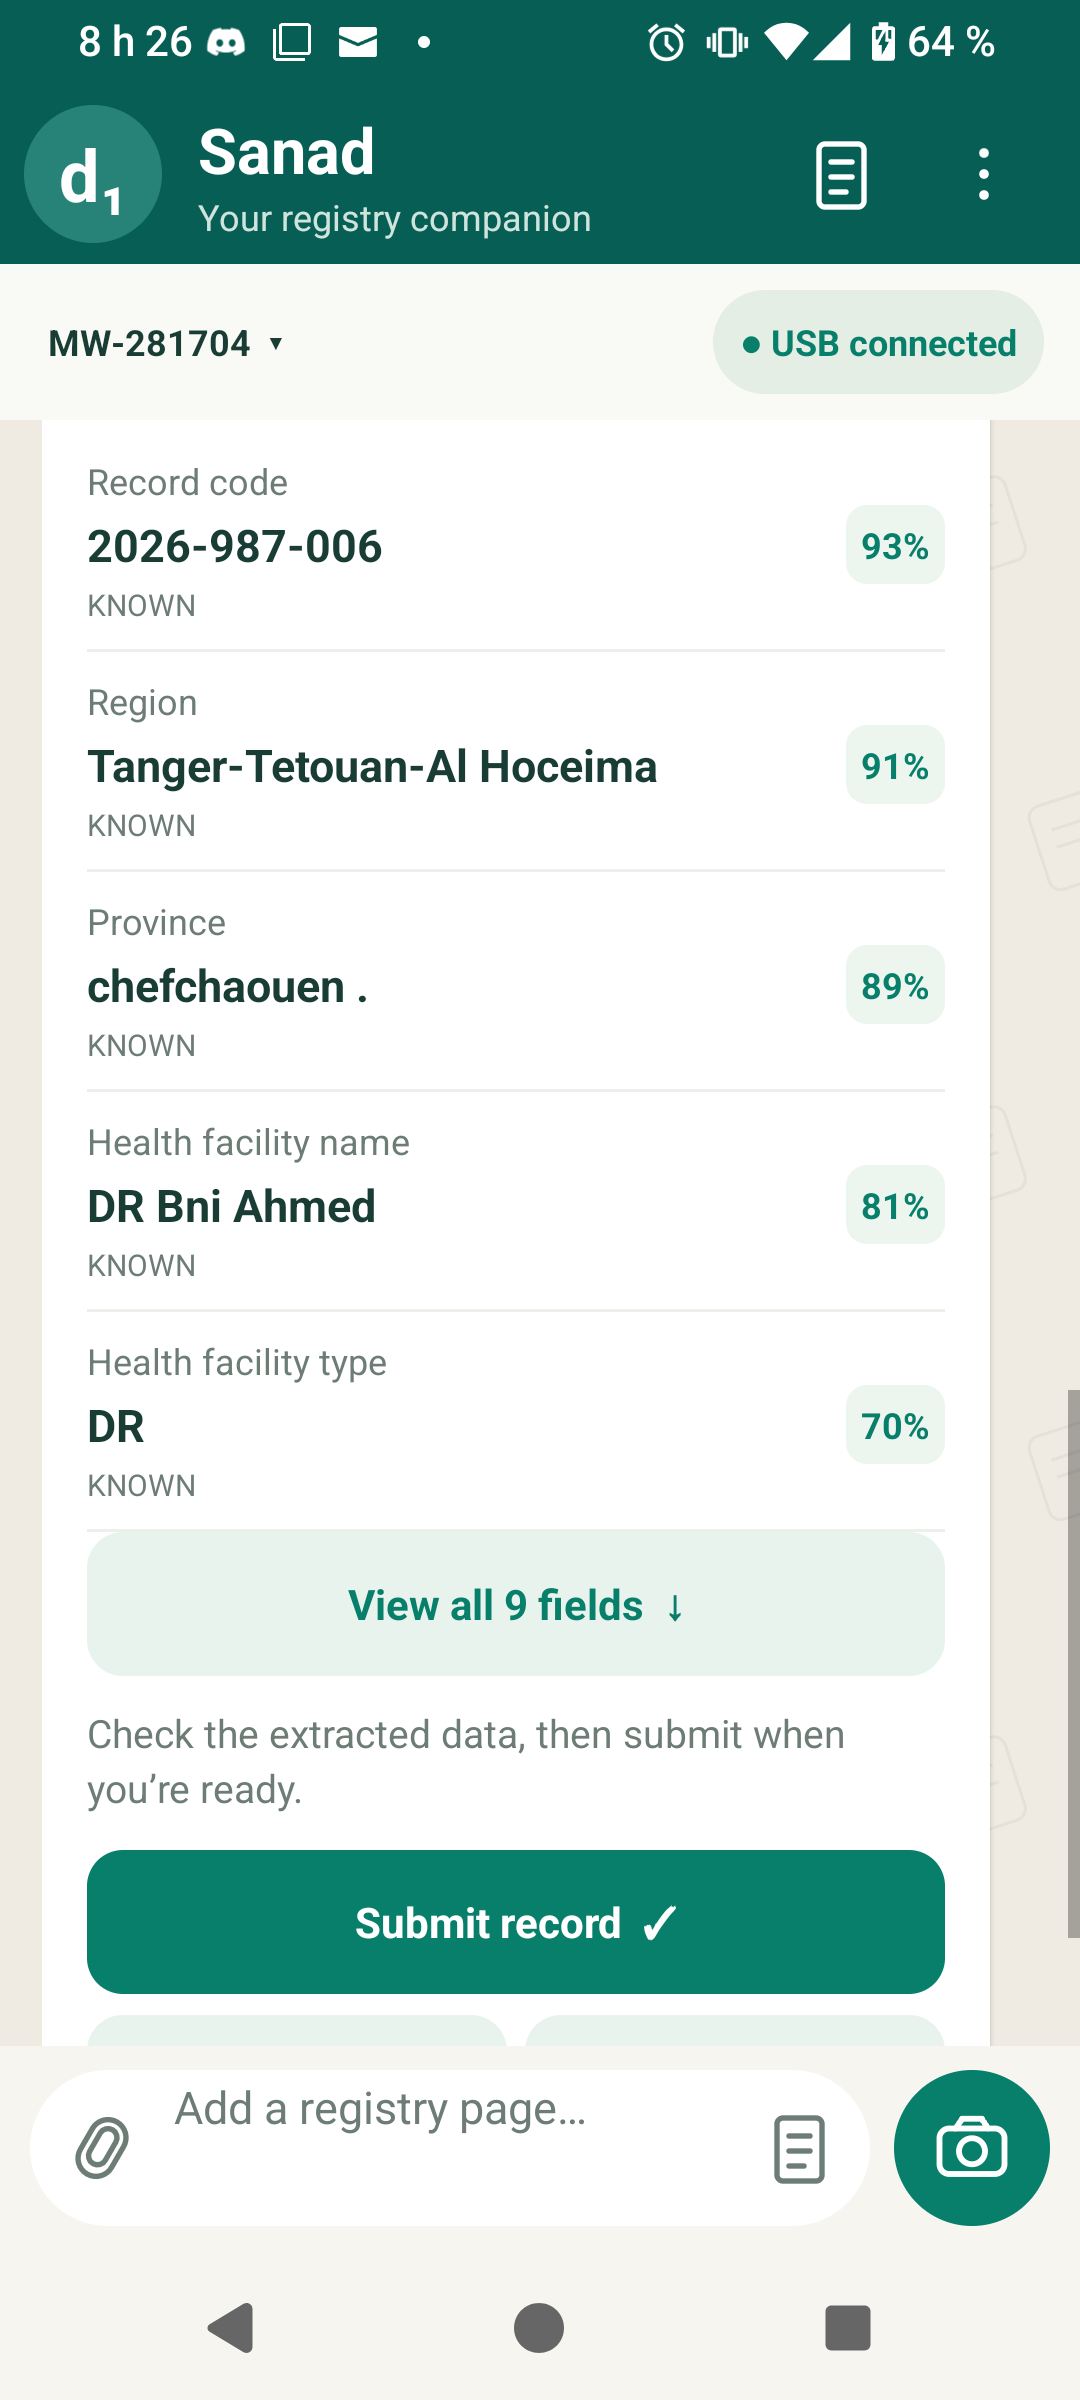 8 h 26
64 %
d1
Sanad
Your registry companion
MW-281704 ▼
USB connected
Record code
2026-987-006
93%
KNOWN
Region
Tanger-Tetouan-Al Hoceima
91%
KNOWN
Province
chefchaouen .
89%
KNOWN
Health facility name
DR Bni Ahmed
81%
KNOWN
Health facility type
DR
70%
KNOWN
View all 9 fields ↓
Check the extracted data, then submit when
you’re ready.
Submit record ✓
Add a registry page…